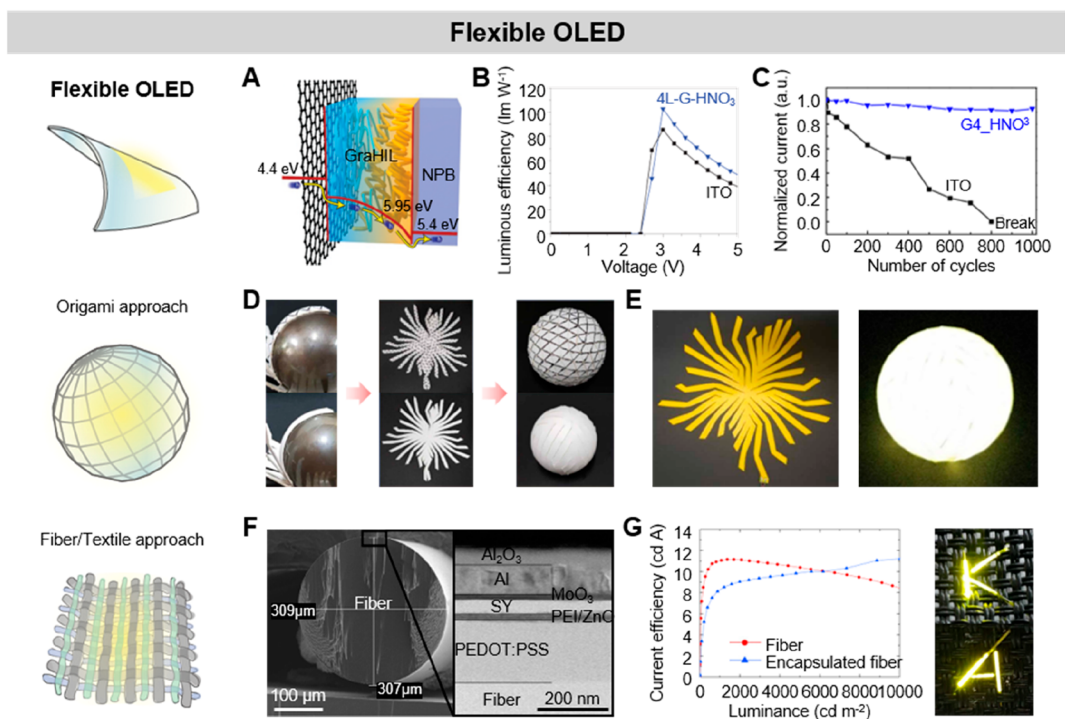 Flexible OLED
Flexible OLED
A
4.4 eV
GraHIL
NPB
5.95 eV
5.4 eV
B
Luminous efficiency (lm W⁻¹)
120
100
80
60
40
20
0
4L-G-HNO₃
ITO
0 1 2 3 4 5
Voltage (V)
C
Normalized current (a.u.)
1.0
0.8
0.6
0.4
0.2
0.0
G4_HNO³
ITO
Break
0 200 400 600 800 1000
Number of cycles
Origami approach
D
E
Fiber/Textile approach
F
Fiber
309μm
307μm
100 μm
Al₂O₃
Al
MoO₃
SY
PEI/ZnO
PEDOT:PSS
Fiber
200 nm
G
Current efficiency (cd A)
14
12
10
8
6
4
2
0
Fiber
Encapsulated fiber
0 2000 4000 6000 8000 10000
Luminance (cd m⁻²)
K
A